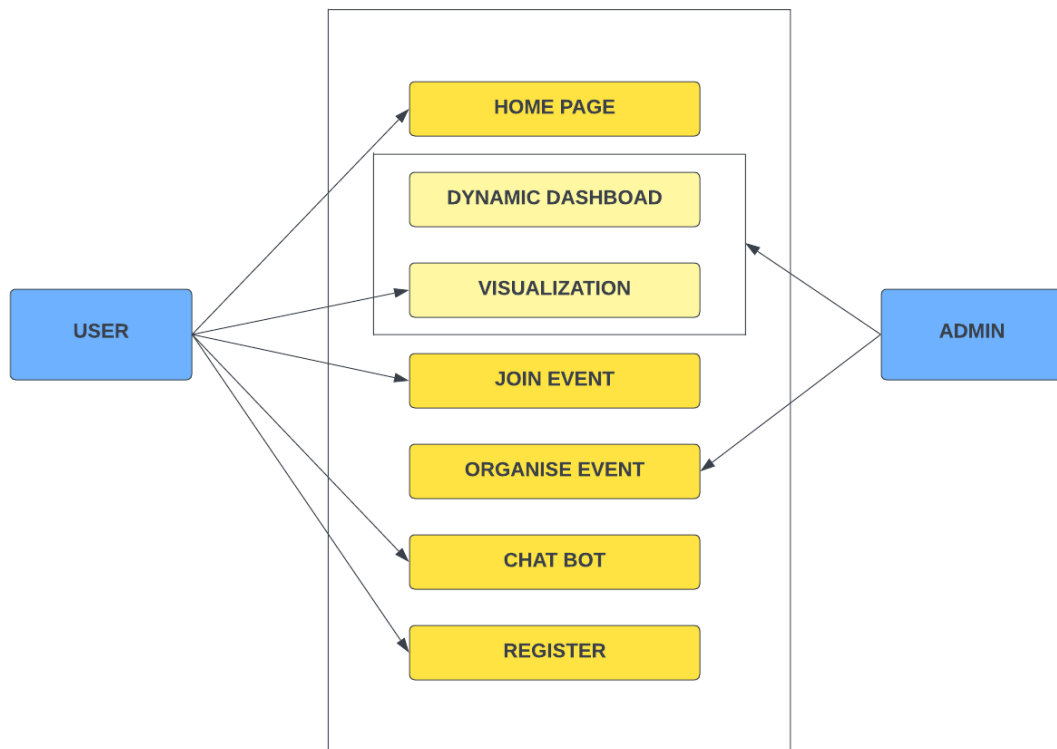 HOME PAGE
DYNAMIC DASHBOAD
VISUALIZATION
USER
ADMIN
JOIN EVENT
ORGANISE EVENT
CHAT BOT
REGISTER